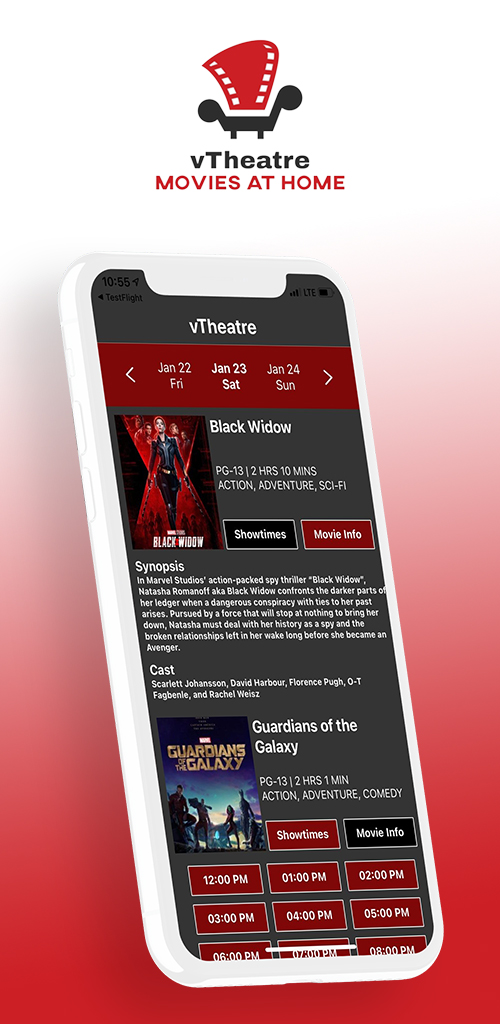 vTheatre
MOVIES AT HOME
10:55
LTE
◀ TestFlight
vTheatre
Jan 22 Jan 23 Jan 24
Fri Sat Sun
Black Widow
PG-13 | 2 HRS 10 MINS
ACTION, ADVENTURE, SCI-FI
MARVEL STUDIOS
BLACK WIDOW
Showtimes Movie Info
Synopsis
In Marvel Studios' action-packed spy thriller "Black Widow",
Natasha Romanoff aka Black Widow confronts the darker parts of
her ledger when a dangerous conspiracy with ties to her past
arises. Pursued by a force that will stop at nothing to bring her
down, Natasha must deal with her history as a spy and the
broken relationships left in her wake long before she became an
Avenger.
Cast
Scarlett Johansson, David Harbour, Florence Pugh, O-T
Fagbenle, and Rachel Weisz
MARVEL
GUARDIANS
OF THE GALAXY
Guardians of the
Galaxy
PG-13 | 2 HRS 1 MIN
ACTION, ADVENTURE, COMEDY
Showtimes Movie Info
12:00 PM 01:00 PM 02:00 PM
03:00 PM 04:00 PM 05:00 PM
06:00 PM 07:00 PM 08:00 PM